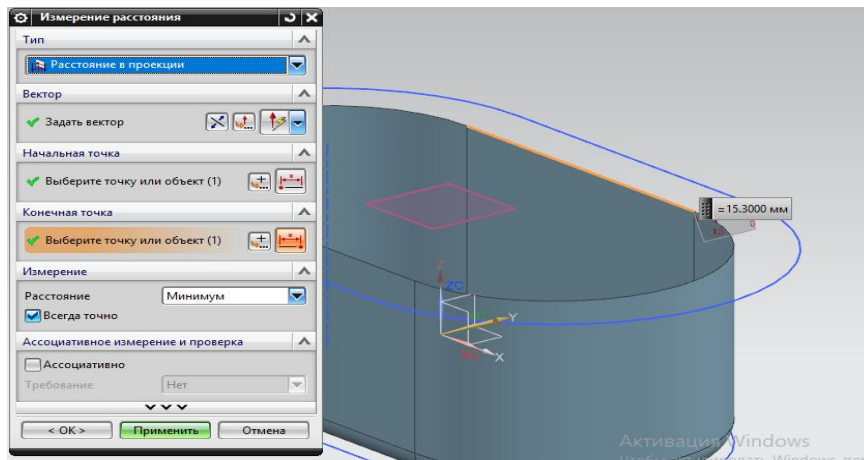 Измерение расстояния
Тип
Расстояние в проекции
Вектор
Задать вектор
Начальная точка
Выберите точку или объект (1)
Конечная точка
Выберите точку или объект (1)
Измерение
Расстояние Минимум
Всегда точно
Ассоциативное измерение и проверка
Ассоциативно
Требование Нет
< OK > Применить Отмена
=15.3000 мм
10 0
Z
ZC
Y
X
Активация Windows